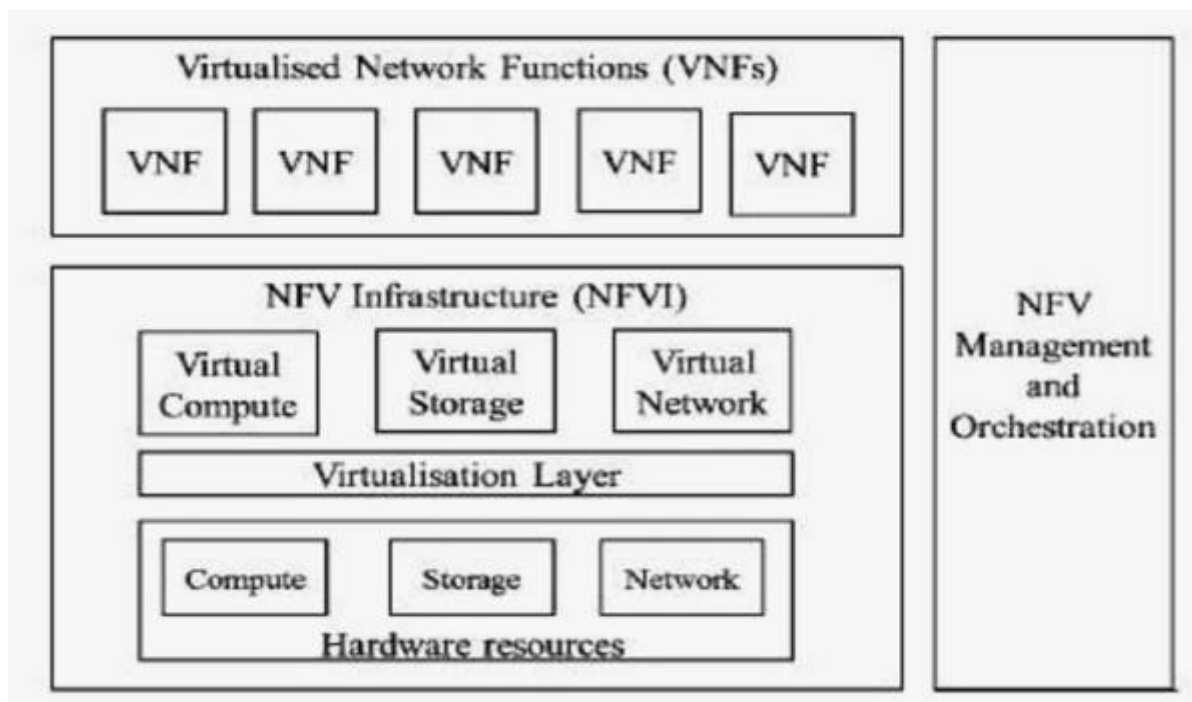 Virtualised Network Functions (VNFs)
VNF VNF VNF VNF VNF
NFV Infrastructure (NFVI)
Virtual
Compute
Virtual
Storage
Virtual
Network
Virtualisation Layer
Compute Storage Network
Hardware resources
NFV
Management
and
Orchestration